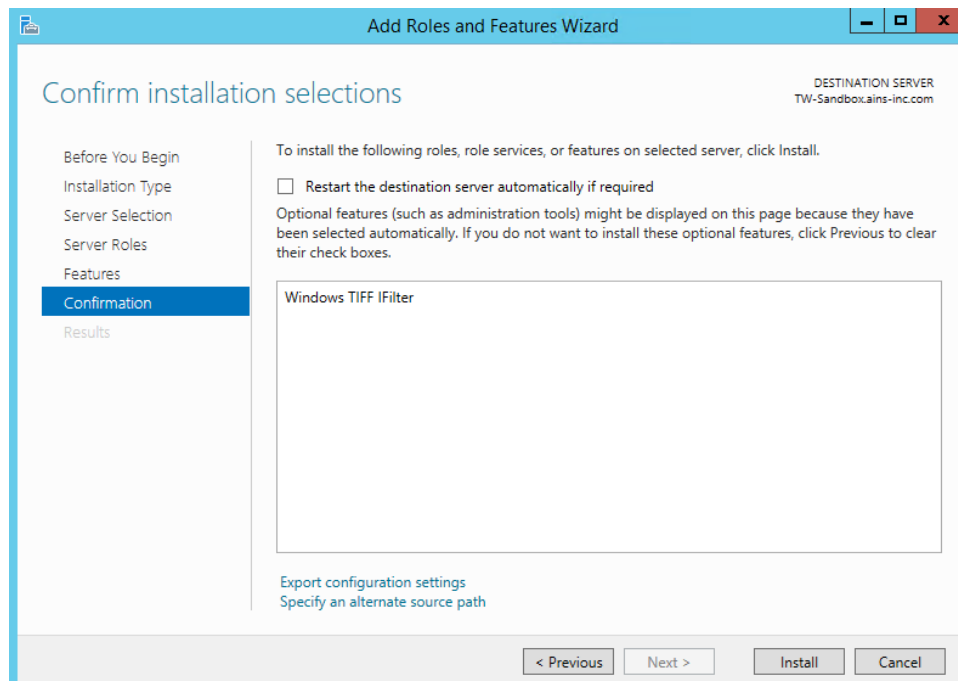 Add Roles and Features Wizard
Confirm installation selections
DESTINATION SERVER
TW-Sandbox.ains-inc.com
Before You Begin
Installation Type
Server Selection
Server Roles
Features
Confirmation
Results
To install the following roles, role services, or features on selected server, click Install.
Restart the destination server automatically if required
Optional features (such as administration tools) might be displayed on this page because they have
been selected automatically. If you do not want to install these optional features, click Previous to clear
their check boxes.
Windows TIFF IFilter
Export configuration settings
Specify an alternate source path
< Previous
Next >
Install
Cancel